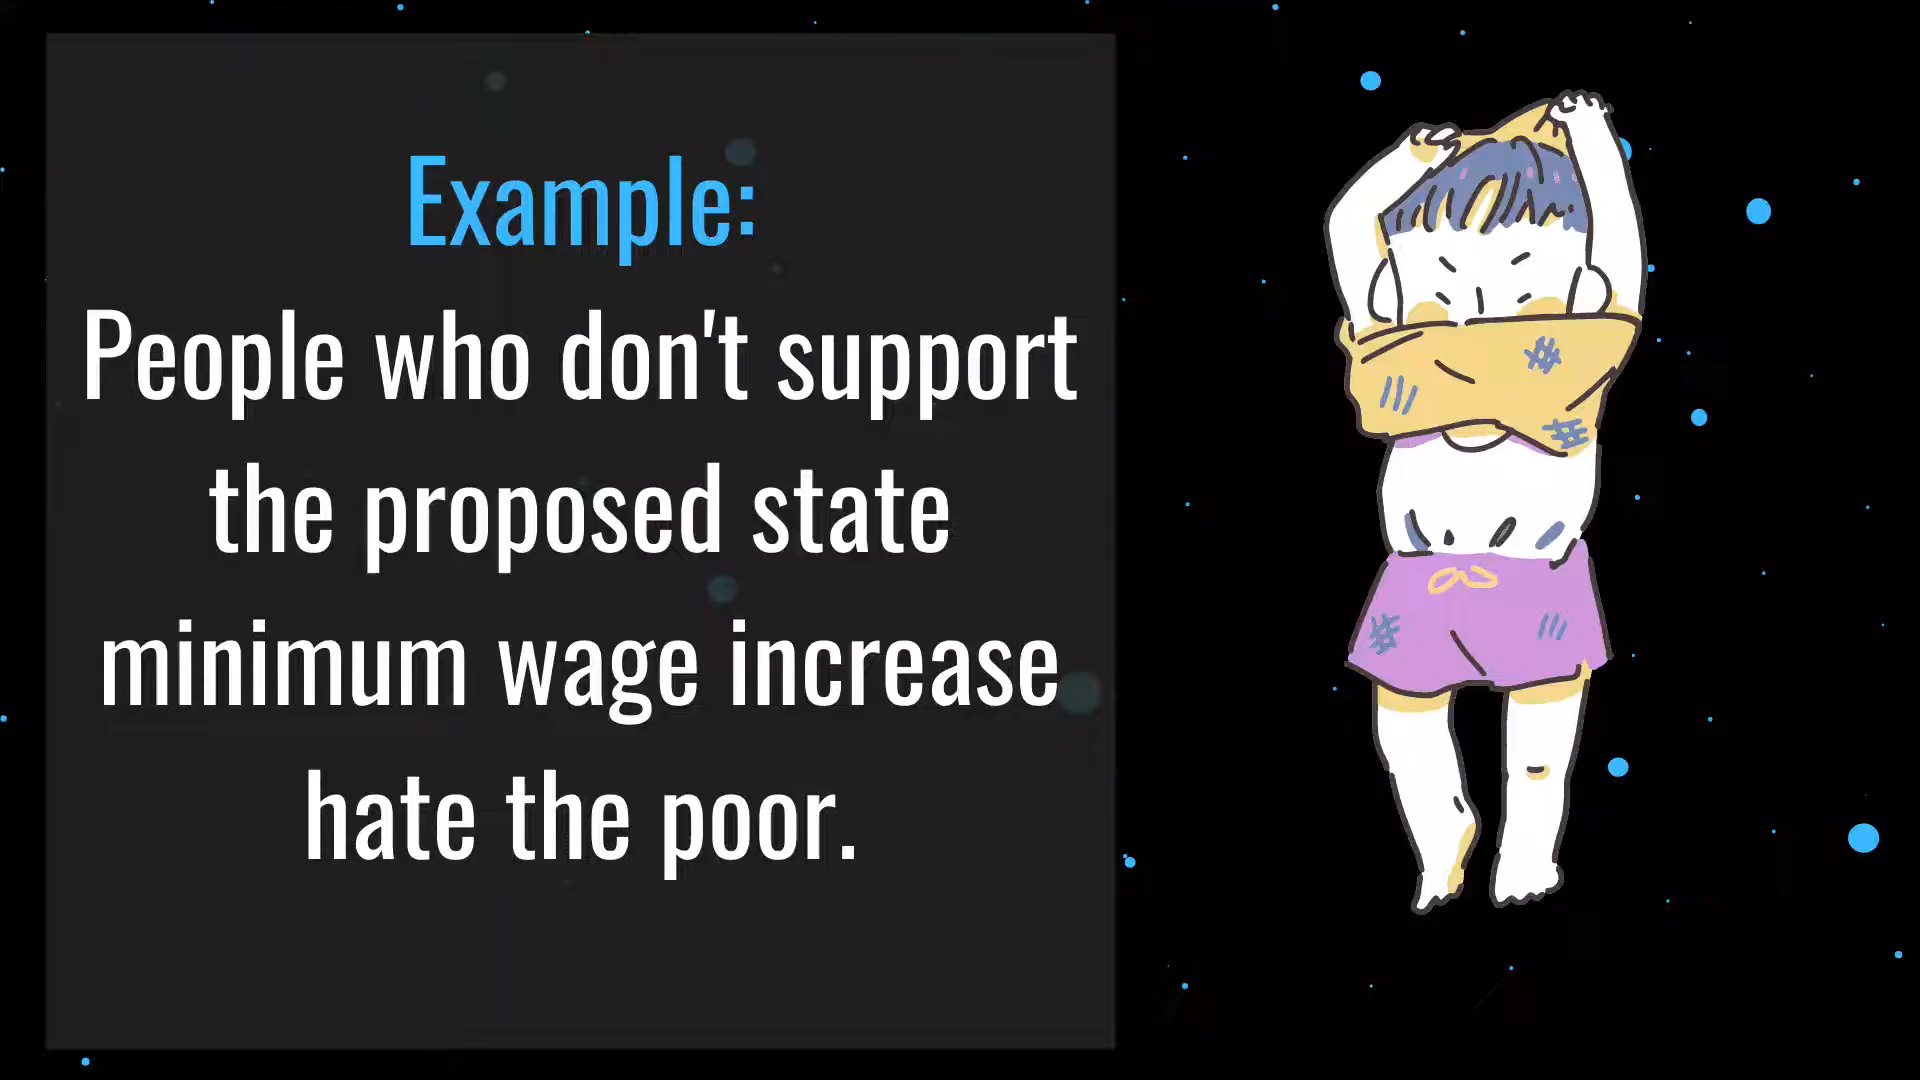 Example:
People who don't support
the proposed state
minimum wage increase
hate the poor.